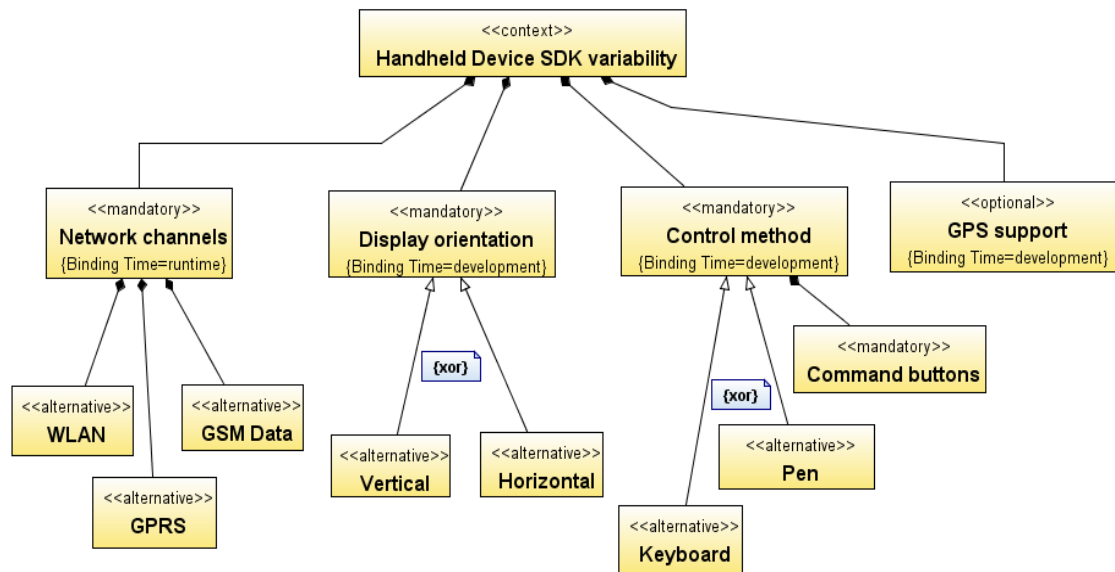 <<context>>
Handheld Device SDK variability
<<mandatory>>
Network channels
{Binding Time=runtime}
<<mandatory>>
Display orientation
{Binding Time=development}
<<mandatory>>
Control method
{Binding Time=development}
<<optional>>
GPS support
{Binding Time=development}
<<alternative>>
WLAN
<<alternative>>
GPRS
<<alternative>>
GSM Data
{xor}
<<alternative>>
Vertical
<<alternative>>
Horizontal
{xor}
<<alternative>>
Keyboard
<<alternative>>
Pen
<<mandatory>>
Command buttons